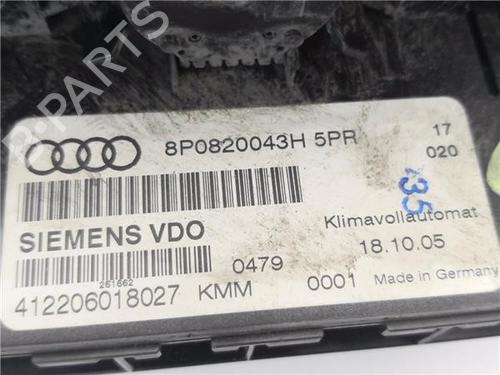 B-PARTS
8P0820043H 5PR
17
020
35
Klimavollautomat
SIEMENS VDO
18.10.05
261662
0479
412206018027 KMM
0001 Made in Germany